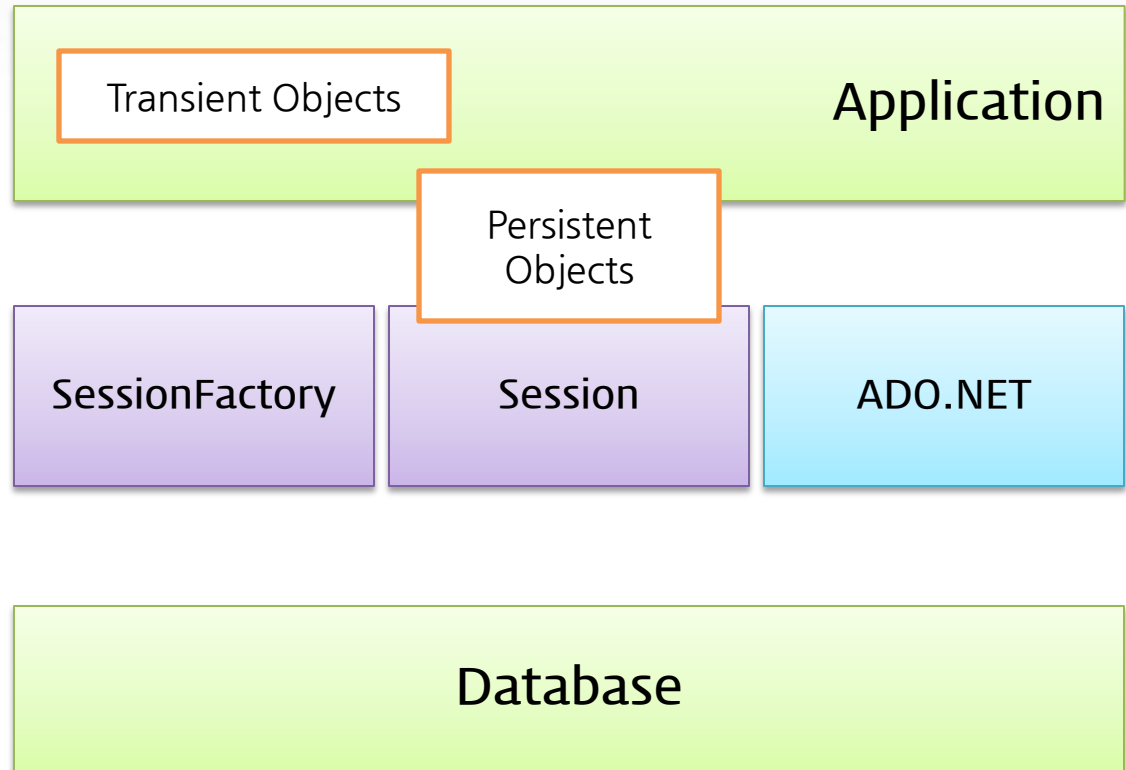 Transient Objects
Application
Persistent
Objects
SessionFactory
Session
ADO.NET
Database